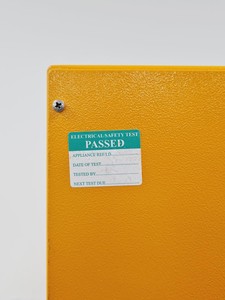 ELECTRICAL SAFETY TEST
PASSED
APPLIANCE REF/I.D.
DATE OF TEST
TESTED BY
NEXT TEST DUE